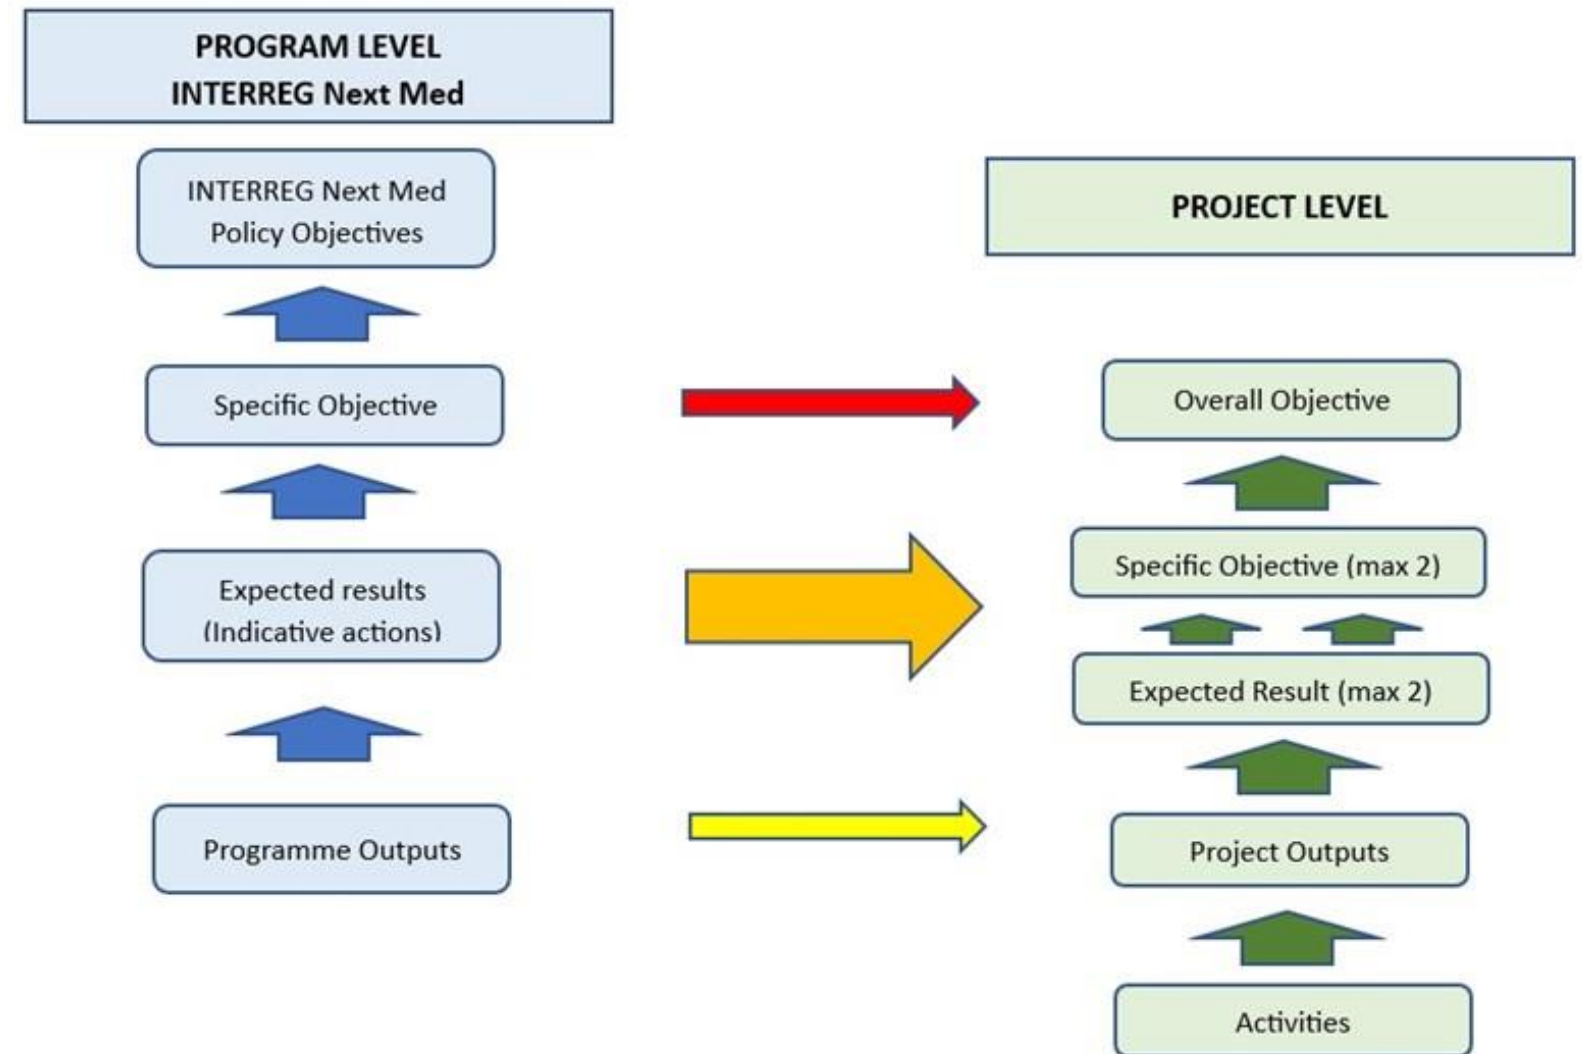 PROGRAM LEVEL
INTERREG Next Med
INTERREG Next Med
Policy Objectives
Specific Objective
Expected results
(Indicative actions)
Programme Outputs
PROJECT LEVEL
Overall Objective
Specific Objective (max 2)
Expected Result (max 2)
Project Outputs
Activities